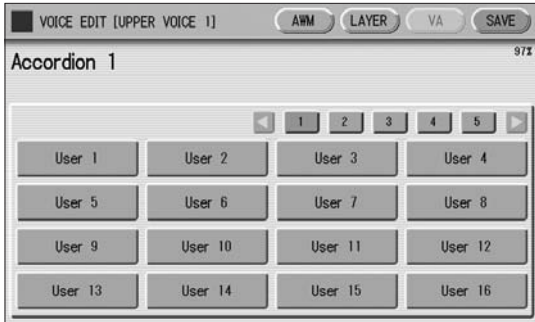 VOICE EDIT [UPPER VOICE 1] AWM LAYER VA SAVE
Accordion 1 97%
1 2 3 4 5
User 1 User 2 User 3 User 4
User 5 User 6 User 7 User 8
User 9 User 10 User 11 User 12
User 13 User 14 User 15 User 16